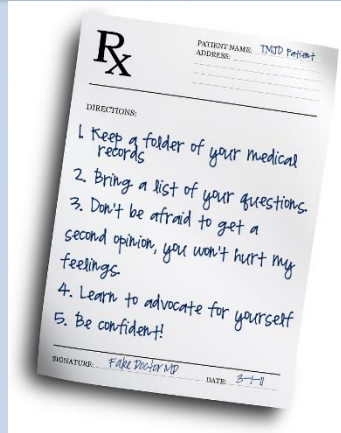 Rx
PATIENT NAME: TMJD Patient
ADDRESS:
DIRECTIONS:
1. Keep a folder of your medical
records
2. Bring a list of your questions.
3. Don't be afraid to get a
second opinion, you won't hurt my
feelings.
4. Learn to advocate for yourself
5. Be confident!
SIGNATURE: Fake Doctor MD DATE: 3-1-11